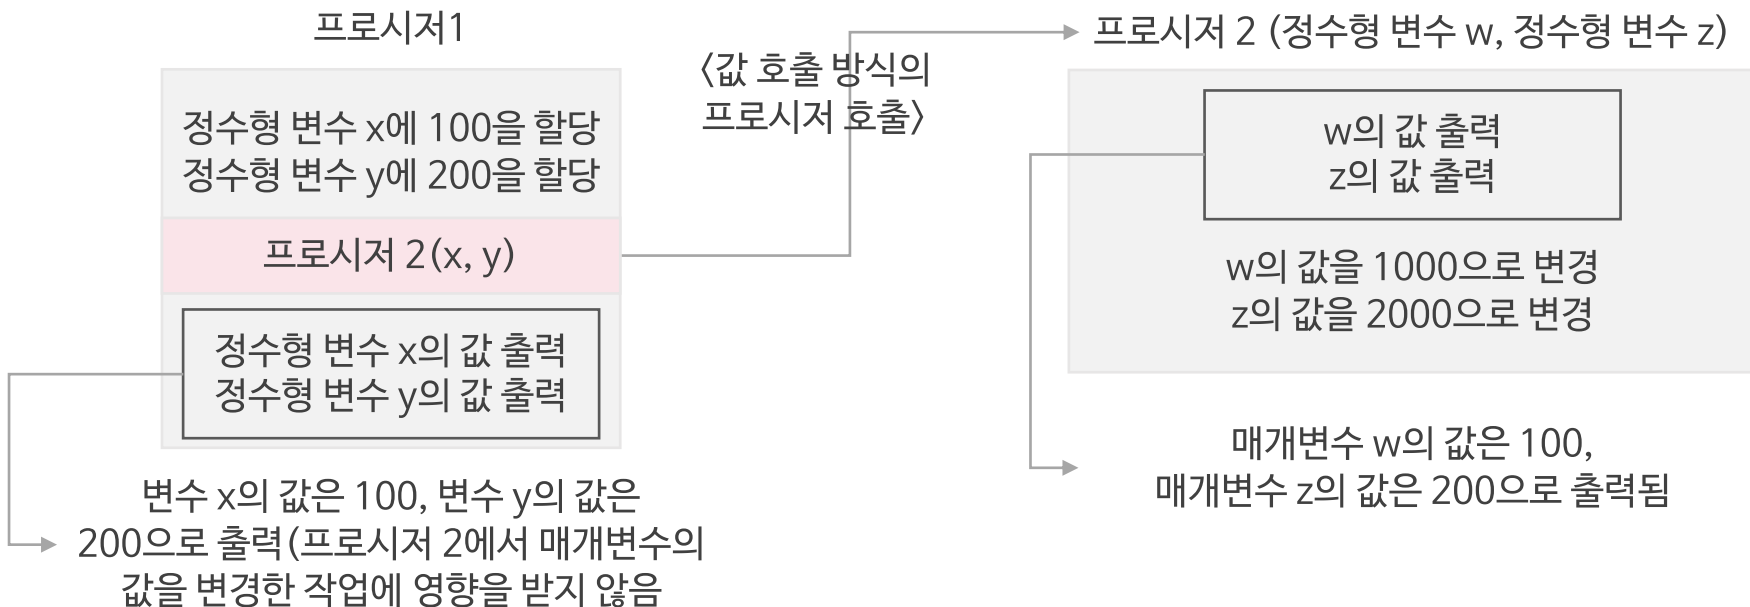 프로시저1
정수형 변수 x에 100을 할당
정수형 변수 y에 200을 할당
프로시저 2(x, y)
정수형 변수 x의 값 출력
정수형 변수 y의 값 출력
변수 x의 값은 100, 변수 y의 값은
200으로 출력(프로시저 2에서 매개변수의
값을 변경한 작업에 영향을 받지 않음
〈값 호출 방식의
프로시저 호출〉
프로시저 2 (정수형 변수 w, 정수형 변수 z)
w의 값 출력
z의 값 출력
w의 값을 1000으로 변경
z의 값을 2000으로 변경
매개변수 w의 값은 100,
매개변수 z의 값은 200으로 출력됨